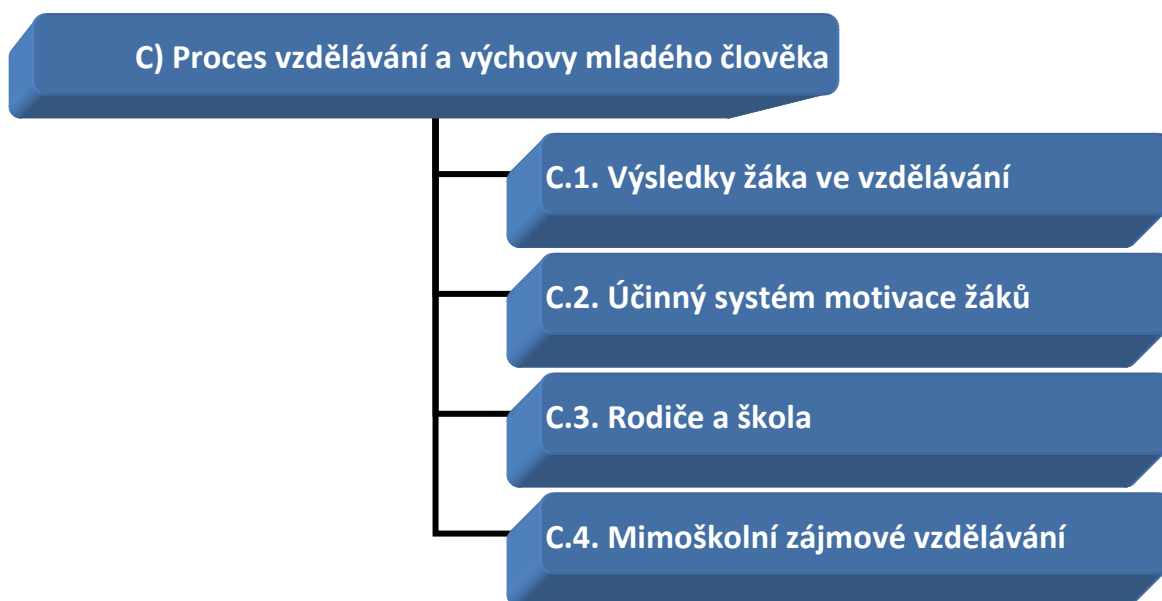 C) Proces vzdělávání a výchovy mladého člověka
C.1. Výsledky žáka ve vzdělávání
C.2. Účinný systém motivace žáků
C.3. Rodiče a škola
C.4. Mimoškolní zájmové vzdělávání